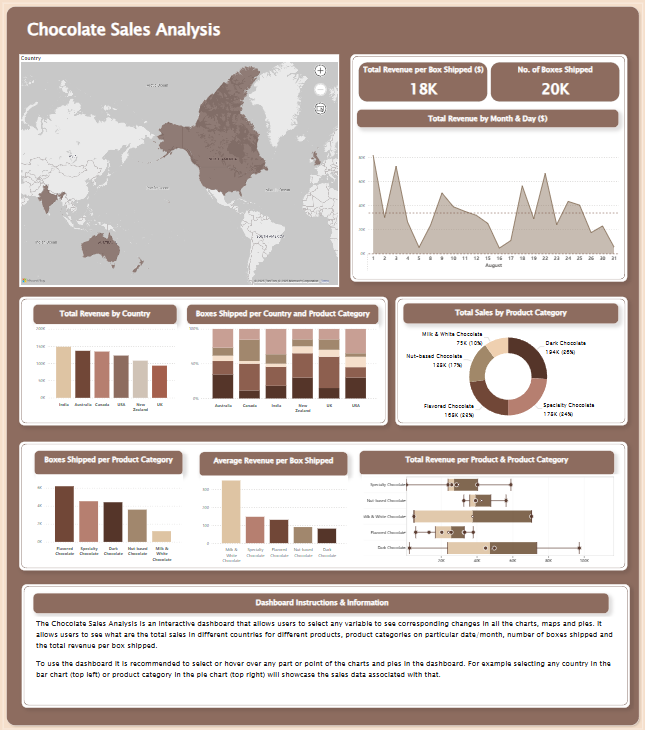 Chocolate Sales Analysis
Country
Total Revenue per Box Shipped ($)
18K
No. of Boxes Shipped
20K
Total Revenue by Month & Day ($)
1 2 3 4 5 8 9 10 11 12 15 16 17 18 19 22 23 24 25 26 29 30 31
August
Total Revenue by Country
200K
150K
100K
50K
0K
India Australia Canada USA New Zealand UK
Boxes Shipped per Country and Product Category
100%
50%
0%
Australia Canada India New Zealand UK USA
Total Sales by Product Category
Milk & White Chocolate
75K (10%)
Dark Chocolate
194K (26%)
Nut-based Chocolate
Flavored Chocolate
Specialty Chocolate
Boxes Shipped per Product Category
6K
4K
2K
0K
Flavored Chocolate
Specialty Chocolate
Dark Chocolate
Nut based Chocolate
Milk & White Chocolate
Average Revenue per Box Shipped
Milk & White Chocolate
Specialty Chocolate
Flavored Chocolate
Nut based Chocolate
Dark Chocolate
Total Revenue per Product & Product Category
Specialty Chocolate
Nut based Chocolate
Milk & White Chocolate
Flavored Chocolate
Dark Chocolate
20K 40K 60K 80K 100K
Dashboard Instructions & Information
The Chocolate Sales Analysis is an interactive dashboard that allows users to select any variable to see corresponding changes in all the charts, maps and pies. It
allows users to see what are the total sales in different countries for different products, product categories on particular date/month, number of boxes shipped and
the total revenue per box shipped.
To use the dashboard it is recommended to select or hover over any part or point of the charts and pies in the dashboard. For example selecting any country in the
bar chart (top left) or product category in the pie chart (top right) will showcase the sales data associated with that.